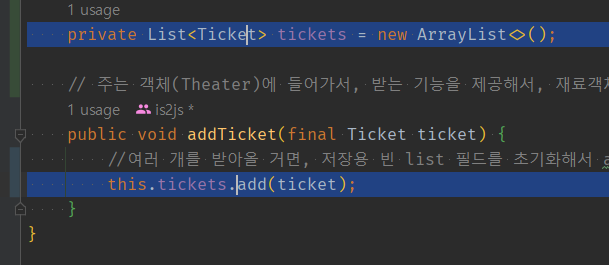 1 usage
private List<Ticket> tickets = new ArrayList<>();
// 주는 객체(Theater)에 들어가서, 받는 기능을 제공해서, 재료객체
1 usage is2js *
public void addTicket(final Ticket ticket) {
//여러 개를 받아올 거면, 저장용 빈 list 필드를 초기화해서 a
this.tickets.add(ticket);
}
}